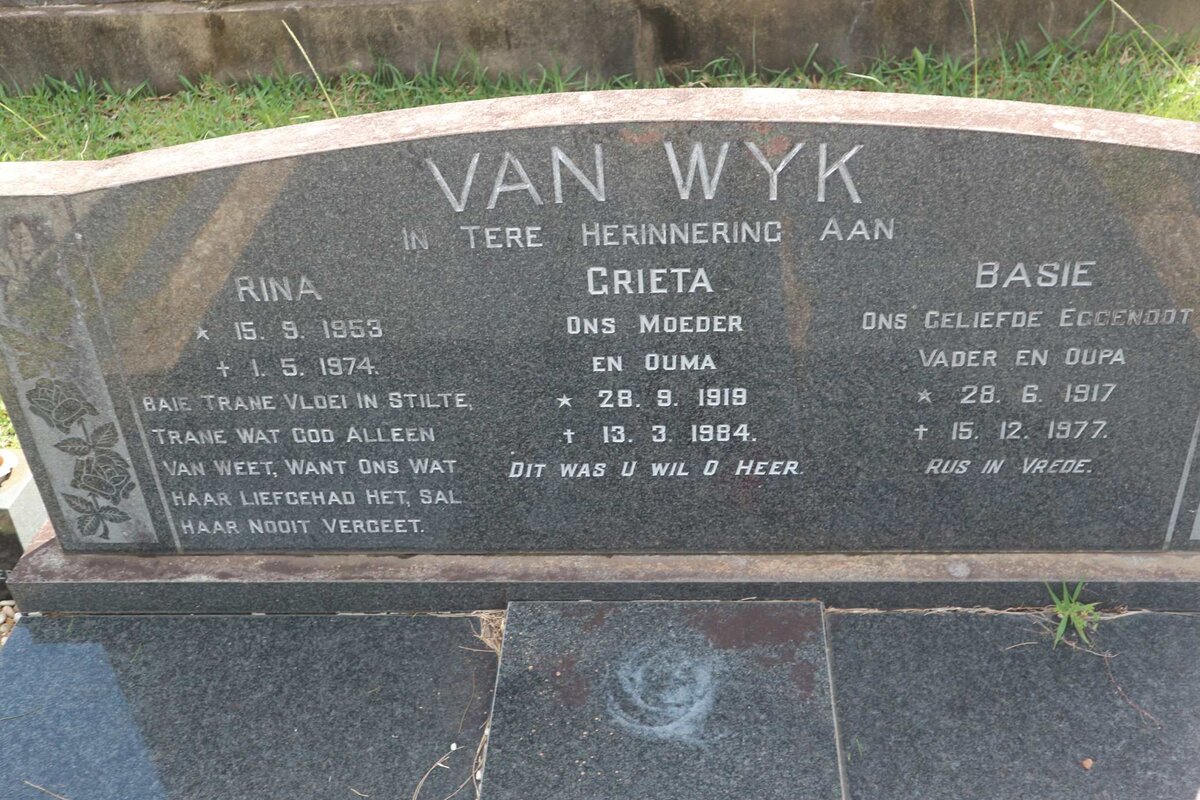 VAN WYK
IN TERE HERINNERING AAN
RINA
* 15. 9. 1953
† 1. 5. 1974.
BAIE TRANE VLOEI IN STILTE,
TRANE WAT GOD ALLEEN
VAN WEET, WANT ONS WAT
HAAR LIEFGEHAD HET, SAL
HAAR NOOIT VERGEET.
GRIETA
ONS MOEDER
EN OUMA
* 28. 9. 1919
† 13. 3. 1984.
DIT WAS U WIL O HEER.
BASIE
ONS GELIEFDE EGGENOOT
VADER EN OUPA
* 28. 6. 1917
† 15. 12. 1977.
RUS IN VREDE.